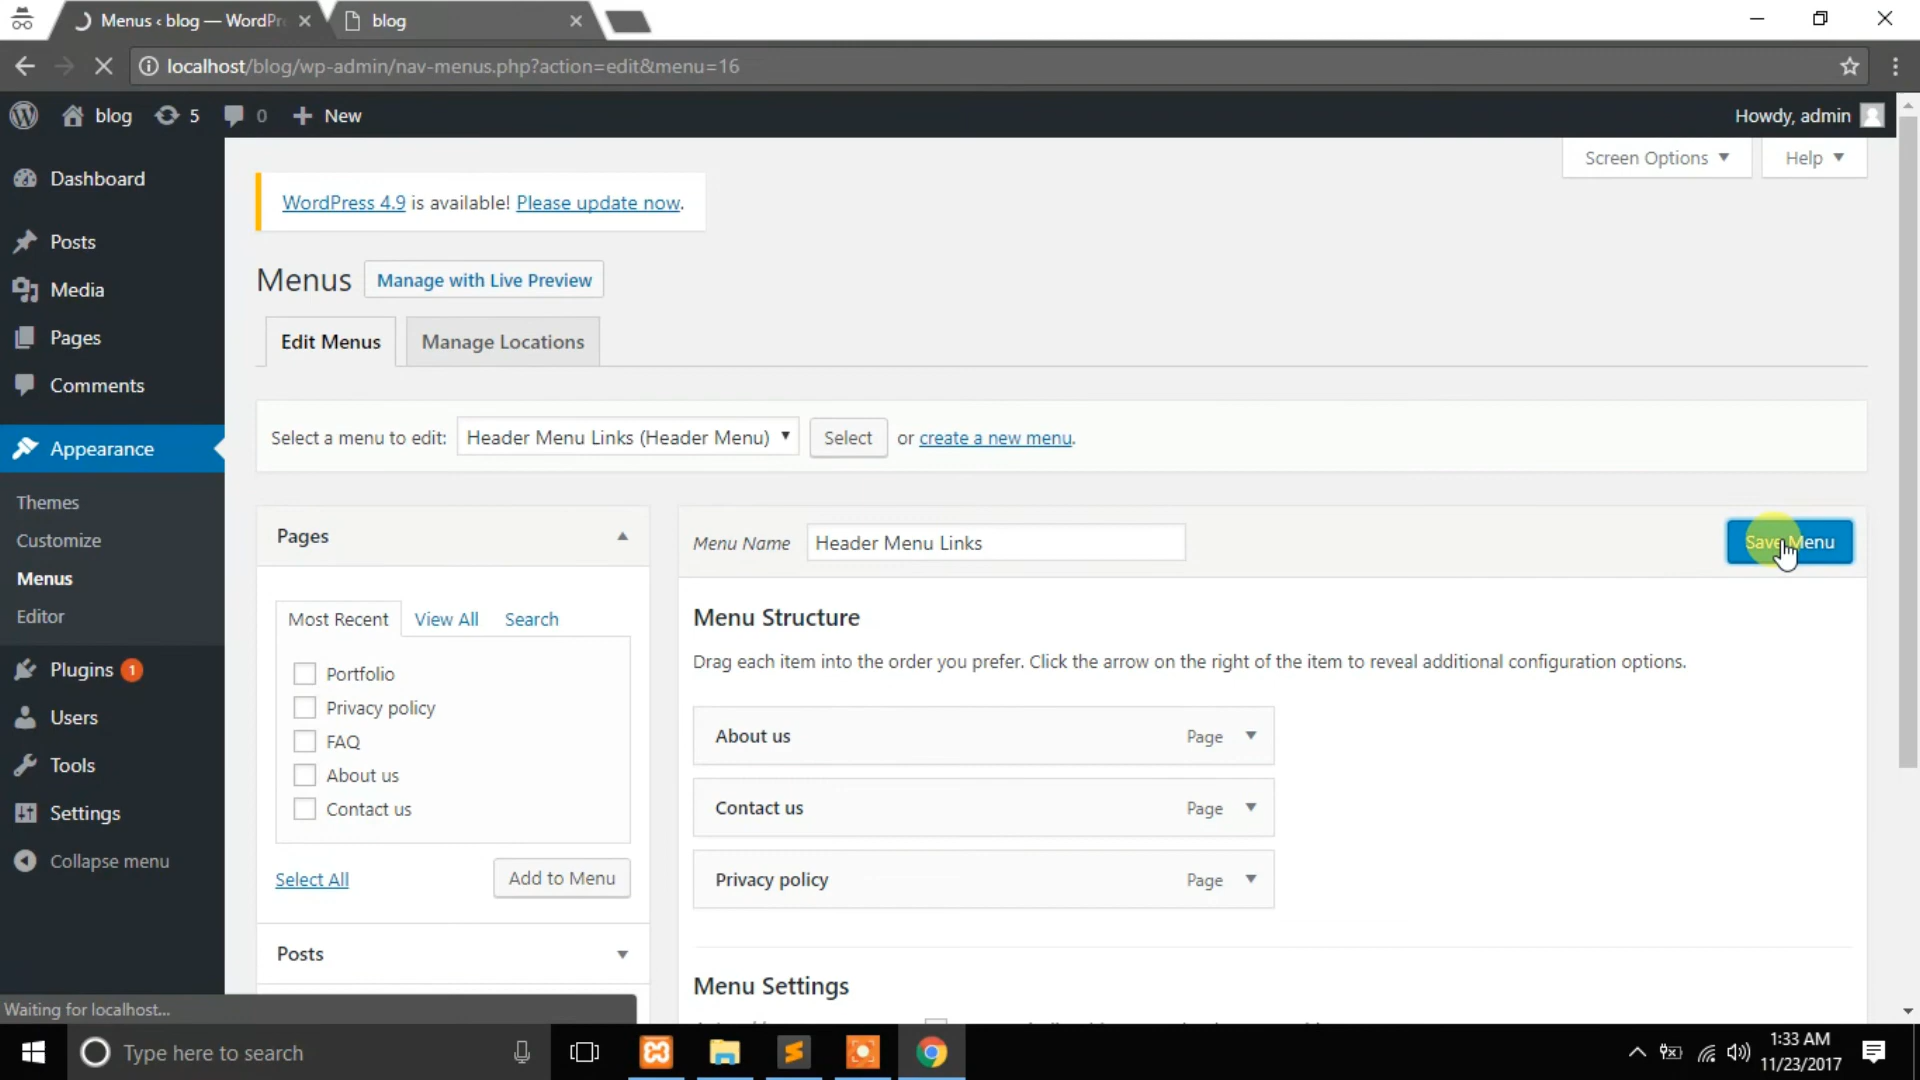 Menus ‹ blog — WordPr
blog
localhost/blog/wp-admin/nav-menus.php?action=edit&menu=16
blog
5
0
New
Howdy, admin
Screen Options
Help
Dashboard
Posts
Media
Pages
Comments
Appearance
Themes
Customize
Menus
Editor
Plugins 1
Users
Tools
Settings
Collapse menu
WordPress 4.9 is available! Please update now.
Menus
Manage with Live Preview
Edit Menus
Manage Locations
Select a menu to edit: Header Menu Links (Header Menu) Select or create a new menu.
Pages
Most Recent View All Search
Portfolio
Privacy policy
FAQ
About us
Contact us
Select All
Add to Menu
Posts
Menu Name Header Menu Links
Save Menu
Menu Structure
Drag each item into the order you prefer. Click the arrow on the right of the item to reveal additional configuration options.
About us Page
Contact us Page
Privacy policy Page
Menu Settings
Waiting for localhost...
Type here to search
1:33 AM
11/23/2017